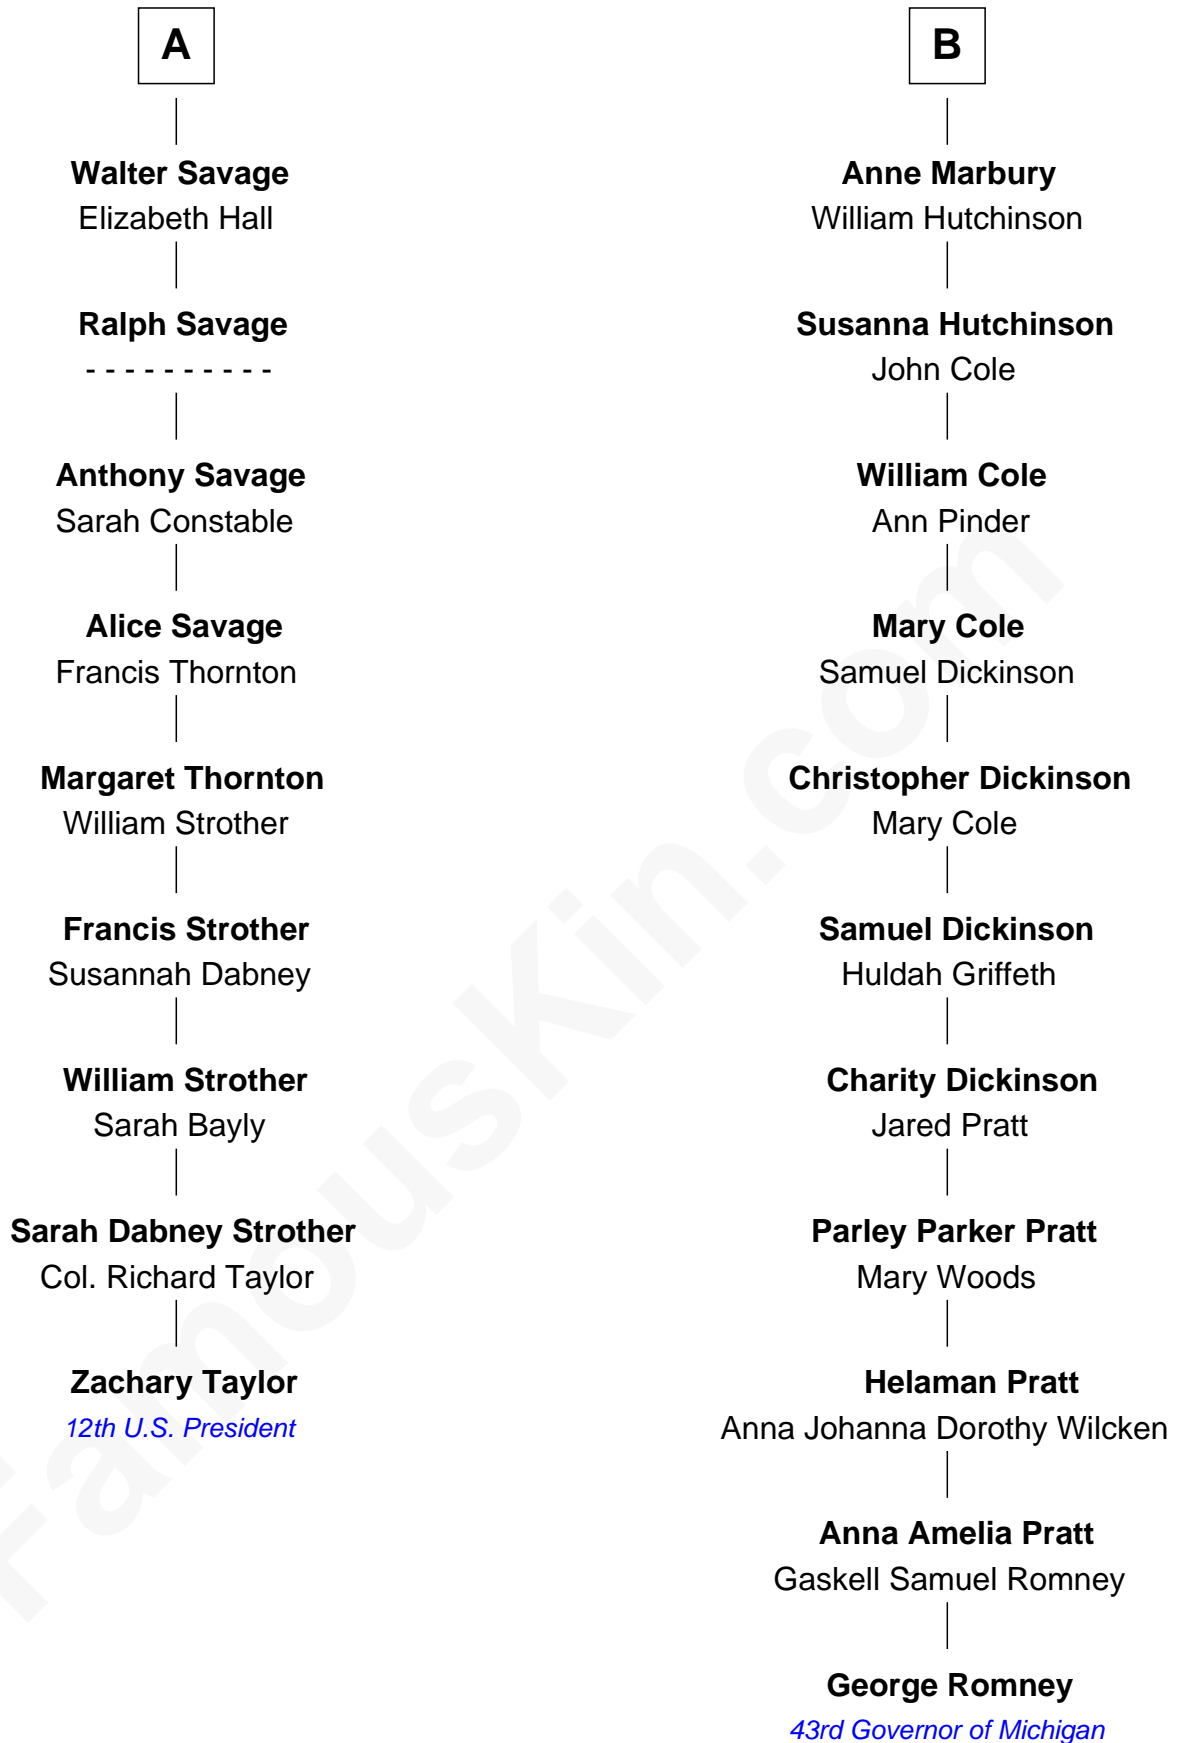 A
Walter Savage
Elizabeth Hall
Ralph Savage
- - - - - - - - - -
Anthony Savage
Sarah Constable
Alice Savage
Francis Thornton
Margaret Thornton
William Strother
Francis Strother
Susannah Dabney
William Strother
Sarah Bayly
Sarah Dabney Strother
Col. Richard Taylor
Zachary Taylor
12th U.S. President
B
Anne Marbury
William Hutchinson
Susanna Hutchinson
John Cole
William Cole
Ann Pinder
Mary Cole
Samuel Dickinson
Christopher Dickinson
Mary Cole
Samuel Dickinson
Huldah Griffeth
Charity Dickinson
Jared Pratt
Parley Parker Pratt
Mary Woods
Helaman Pratt
Anna Johanna Dorothy Wilcken
Anna Amelia Pratt
Gaskell Samuel Romney
George Romney
43rd Governor of Michigan
FamousKin.com